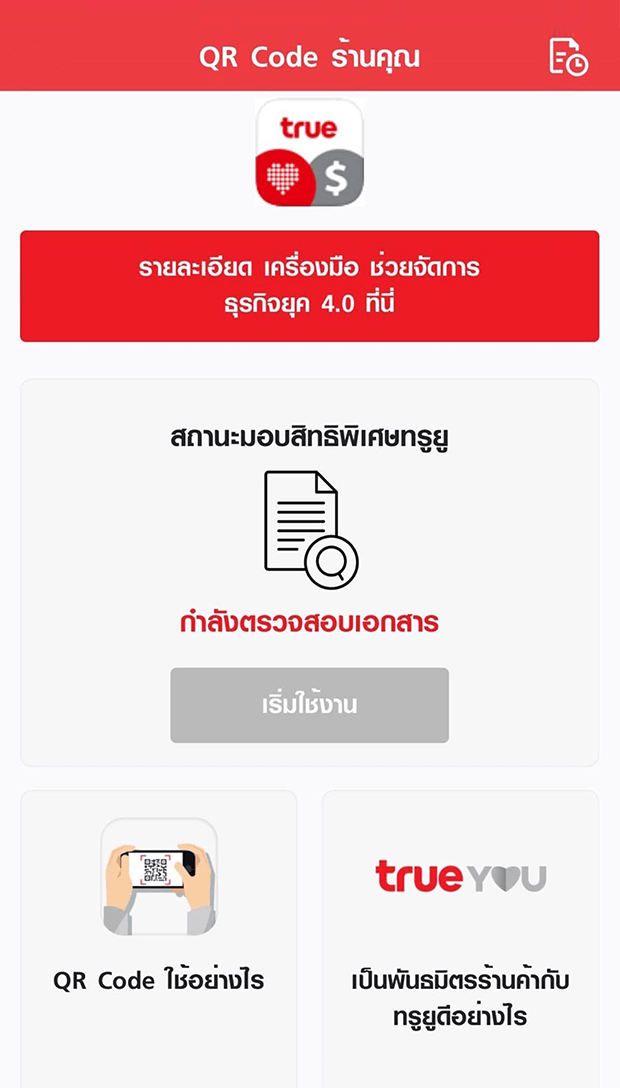 QR Code ร้านคุณ
true
$
รายละเอียด เครื่องมือ ช่วยจัดการ
ธุรกิจยุค 4.0 ที่นี่
สถานะมอบสิทธิพิเศษทรูยู
กำลังตรวจสอบเอกสาร
เริ่มใช้งาน
true YOU
QR Code ใช้อย่างไร
เป็นพันธมิตรร้านค้ากับ
ทรูยูดีอย่างไร